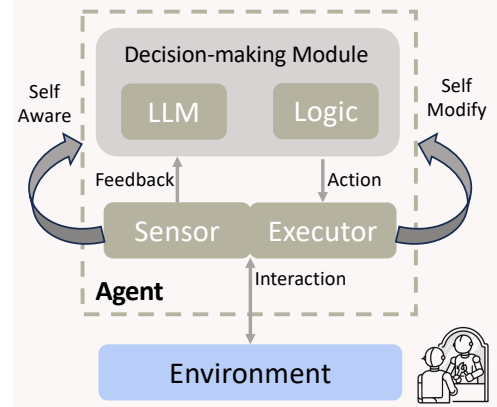 Decision-making Module
Self
Aware
Self
Modify
LLM
Logic
Feedback
Action
Sensor
Executor
Interaction
Agent
Environment